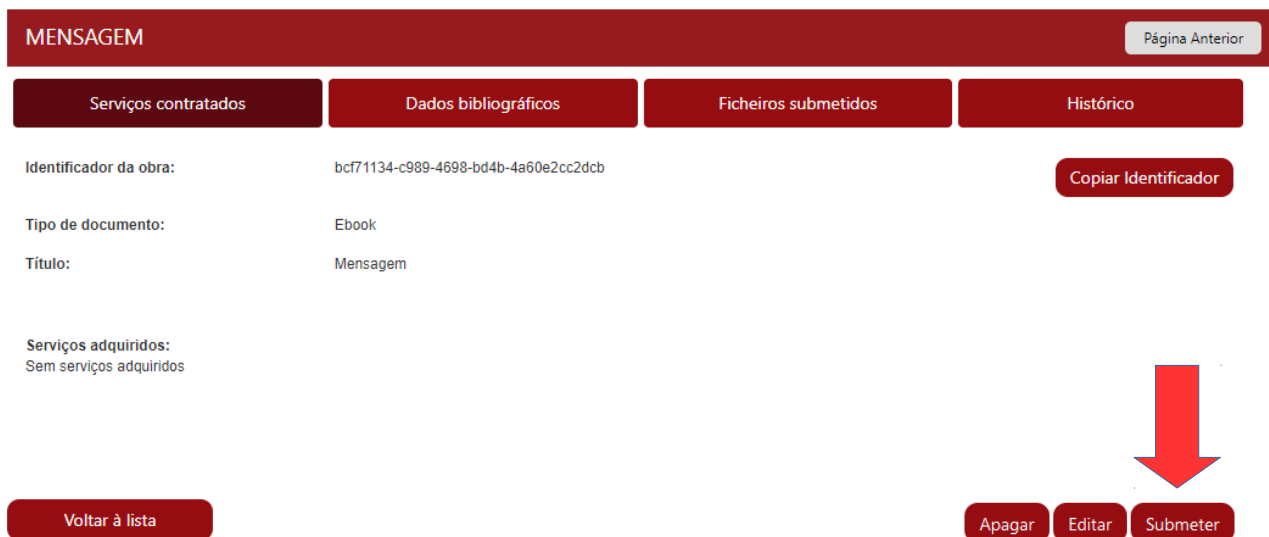 MENSAGEM
Página Anterior
Serviços contratados
Dados bibliográficos
Ficheiros submetidos
Histórico
Identificador da obra: bcf71134-c989-4698-bd4b-4a60e2cc2dcb
Copiar Identificador
Tipo de documento: Ebook
Título: Mensagem
Serviços adquiridos:
Sem serviços adquiridos
Voltar à lista
Apagar
Editar
Submeter